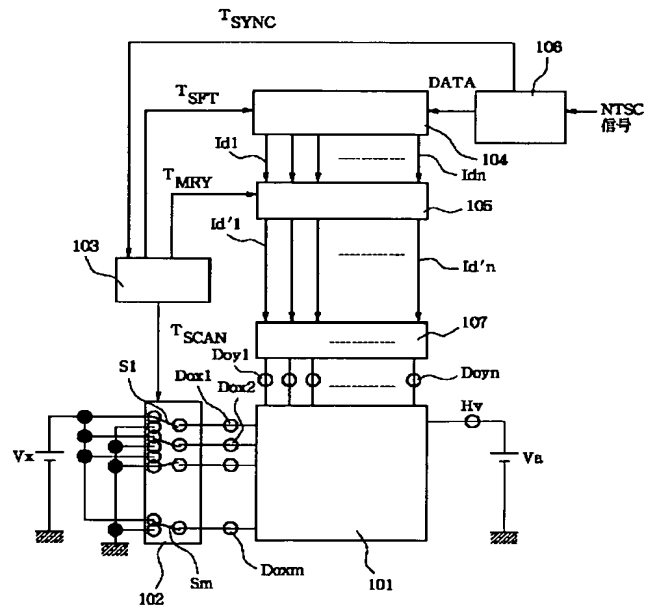 TSYNC
106
DATA
TSFT
NTSC
信号
104
Id1
Idn
TMRY
105
103
Id'1
Id'n
107
TSCAN
Doy1
Doyn
S1
Dox1
Dox2
Hv
Vx
Va
Sm
Doxm
102
101